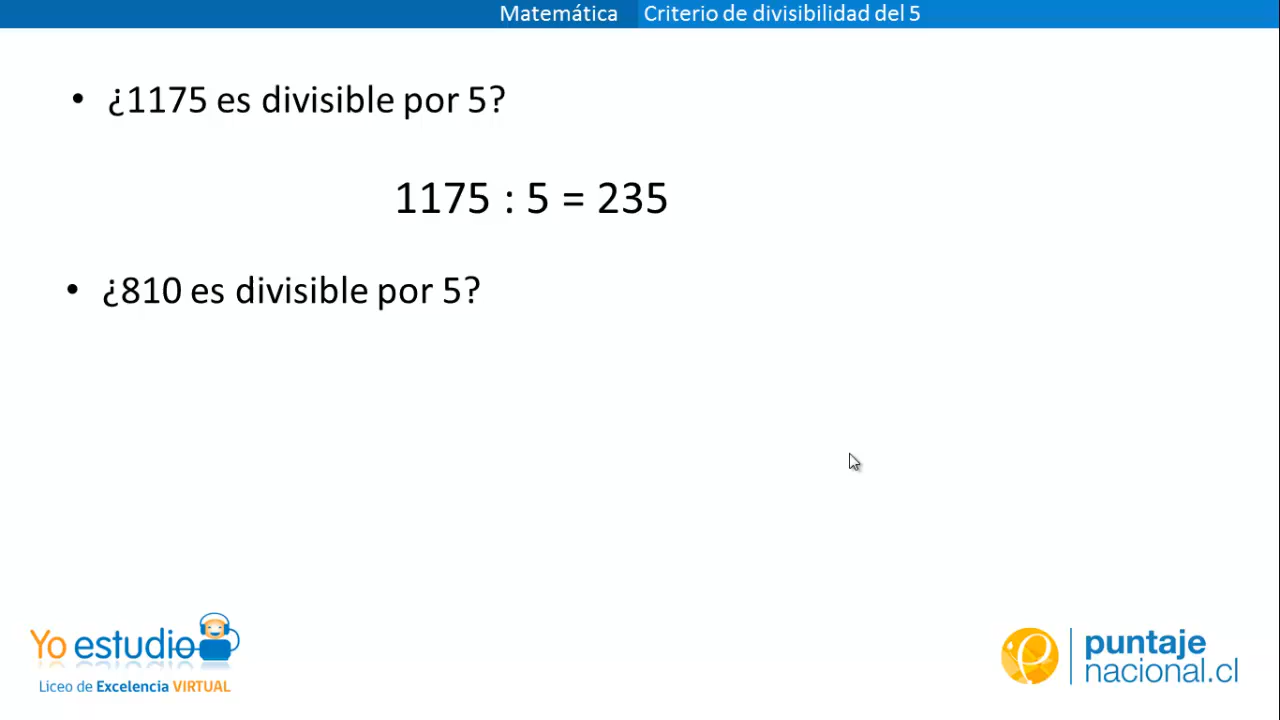 Matemática Criterio de divisibilidad del 5
• ¿1175 es divisible por 5?
1175 : 5 = 235
• ¿810 es divisible por 5?
Yo estudio
Liceo de Excelencia VIRTUAL
puntaje
nacional.cl